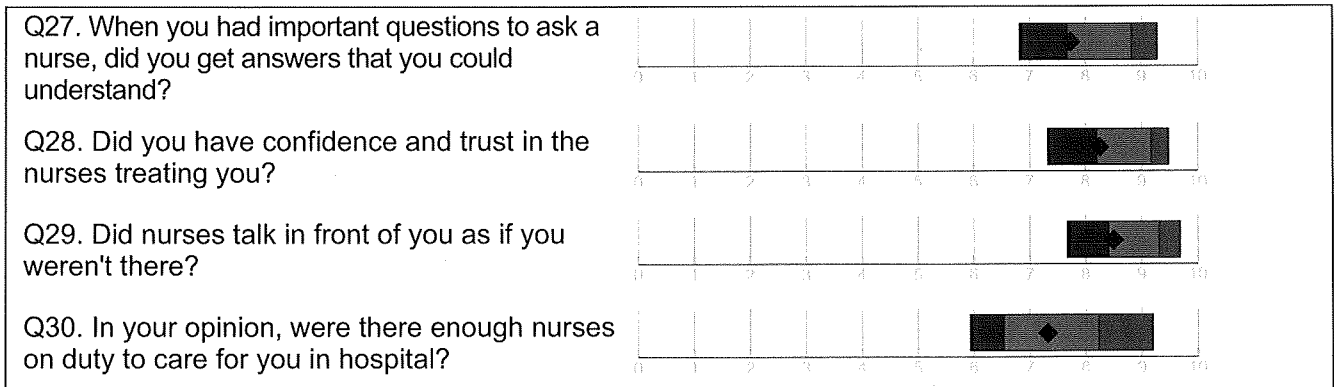 Q27. When you had important questions to ask a
nurse, did you get answers that you could
understand?
0 1 2 3 4 5 6 7 8 9 10
Q28. Did you have confidence and trust in the
nurses treating you?
0 1 2 3 4 5 6 7 8 9 10
Q29. Did nurses talk in front of you as if you
weren't there?
0 1 2 3 4 5 6 7 8 9 10
Q30. In your opinion, were there enough nurses
on duty to care for you in hospital?
0 1 2 3 4 5 6 7 8 9 10